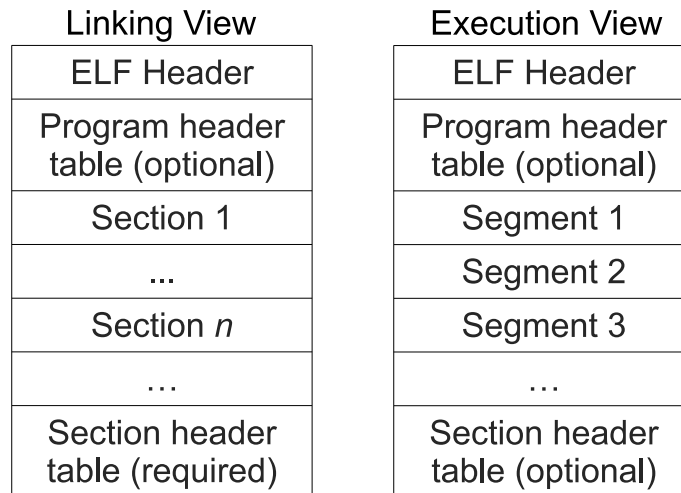 Linking View
ELF Header
Program header
table (optional)
Section 1
...
Section n
...
Section header
table (required)
Execution View
ELF Header
Program header
table (optional)
Segment 1
Segment 2
Segment 3
...
Section header
table (optional)